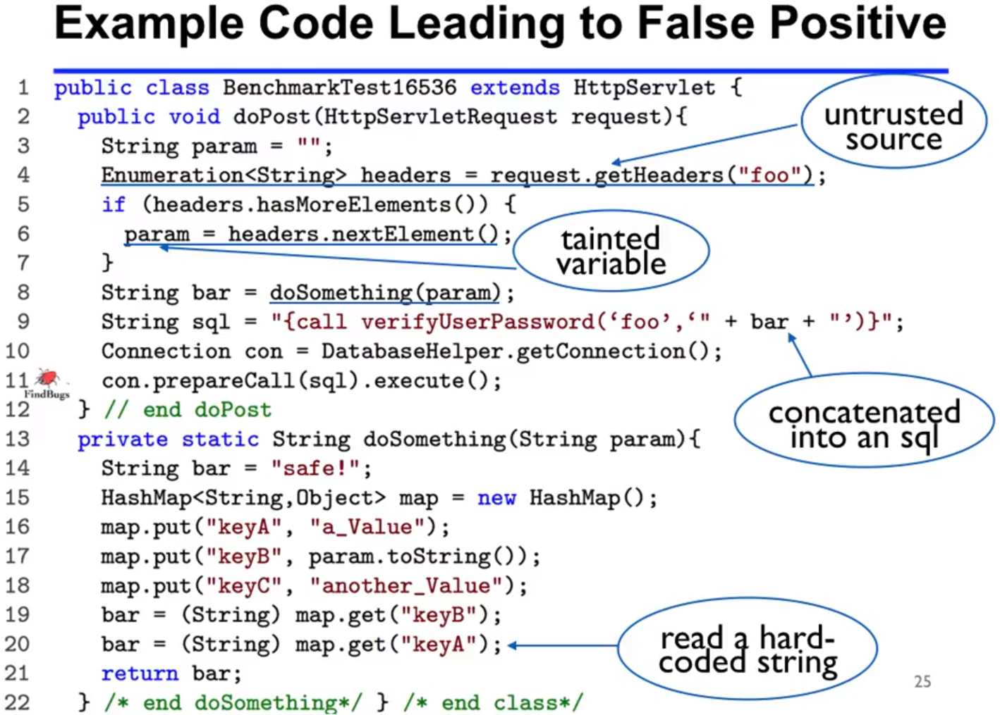 Example Code Leading to False Positive
1 public class BenchmarkTest16536 extends HttpServlet {
2 public void doPost(HttpServletRequest request){
3 String param = "";
4 Enumeration<String> headers = request.getHeaders("foo");
5 if (headers.hasMoreElements()) {
6 param = headers.nextElement();
7 }
8 String bar = doSomething(param);
9 String sql = "{call verifyUserPassword(‘foo’,‘" + bar + "’)}";
10 Connection con = DatabaseHelper.getConnection();
11 con.prepareCall(sql).execute();
FindBugs
12 } // end doPost
13 private static String doSomething(String param){
14 String bar = "safe!";
15 HashMap<String,Object> map = new HashMap();
16 map.put("keyA", "a_Value");
17 map.put("keyB", param.toString());
18 map.put("keyC", "another_Value");
19 bar = (String) map.get("keyB");
20 bar = (String) map.get("keyA");
21 return bar;
22 } /* end doSomething*/ } /* end class*/
untrusted
source
tainted
variable
concatenated
into an sql
read a hard-
coded string
25